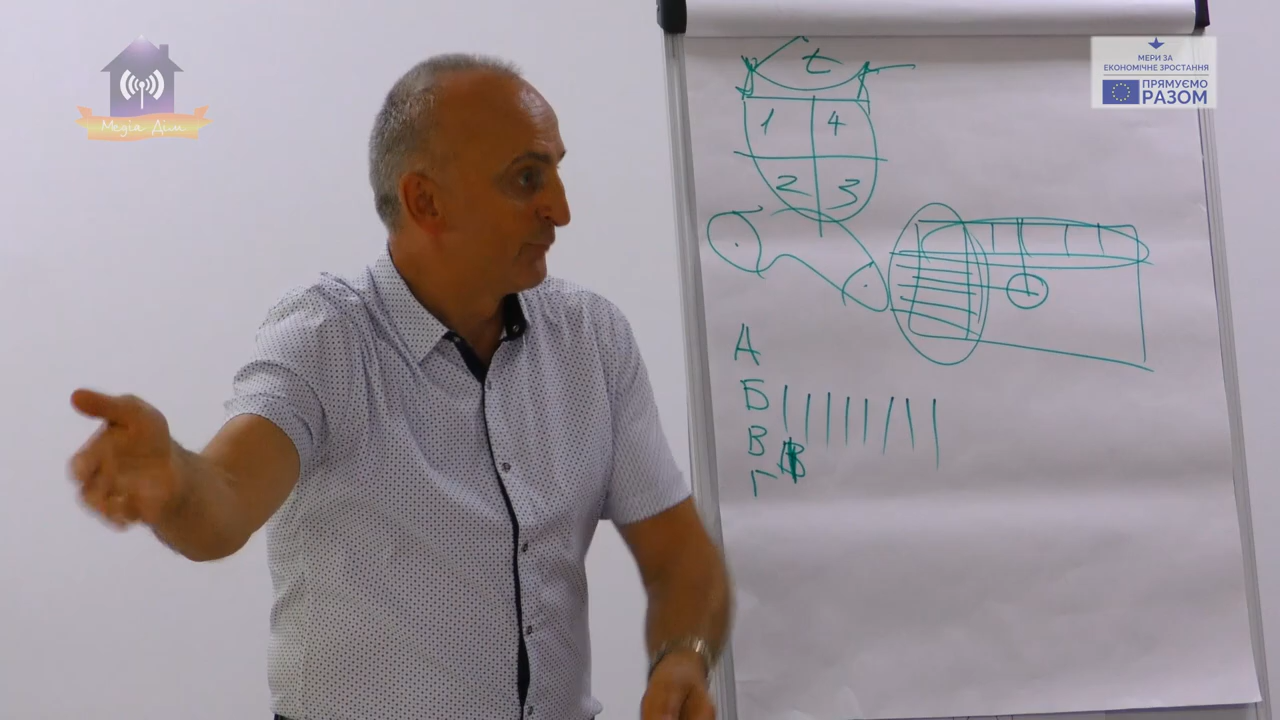 Медіа Дім
МЕРИ ЗА
ЕКОНОМІЧНЕ ЗРОСТАННЯ
ПРЯМУЄМО
РАЗОМ
t
1 4
2 3
А
Б
В В
Г